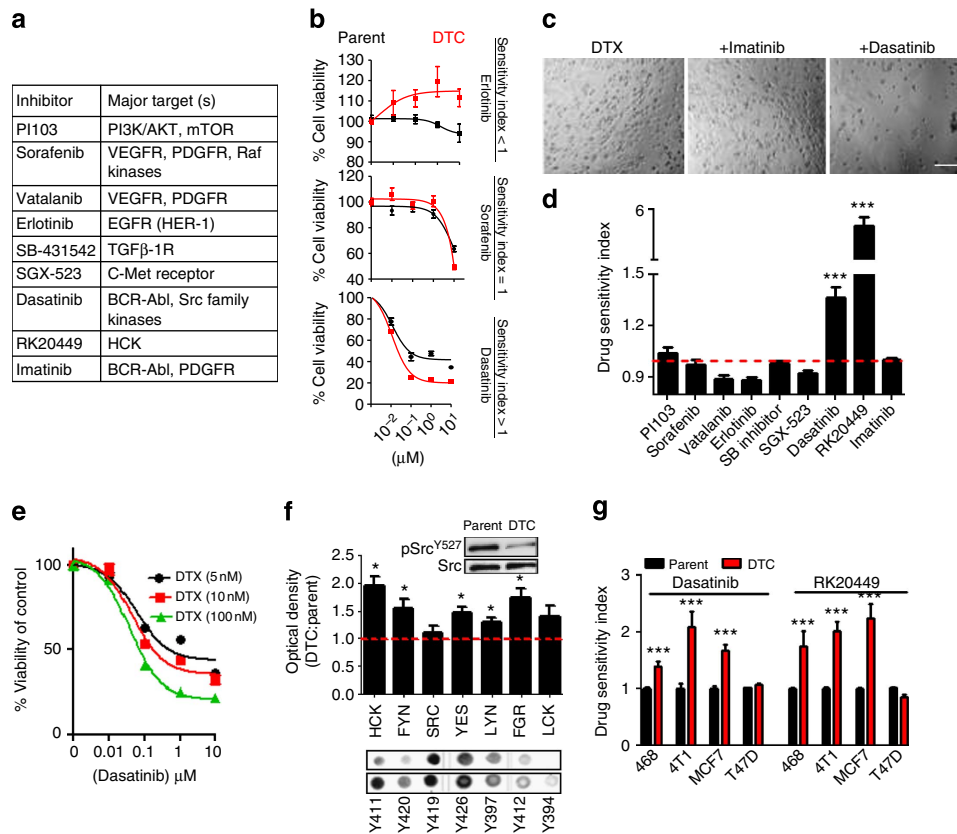 a
Inhibitor Major target (s)
PI103 PI3K/AKT, mTOR
Sorafenib VEGFR, PDGFR, Raf
kinases
Vatalanib VEGFR, PDGFR
Erlotinib EGFR (HER-1)
SB-431542 TGFβ-1R
SGX-523 C-Met receptor
Dasatinib BCR-Abl, Src family
kinases
RK20449 HCK
Imatinib BCR-Abl, PDGFR
b
Parent DTC
% Cell viability
130
120
110
100
90
80
Sensitivity index < 1
Erlotinib
% Cell viability
120
100
80
60
40
Sensitivity index = 1
Sorafenib
% Cell viability
100
80
60
40
20
0
Sensitivity index > 1
Dasatinib
10⁻² 10⁻¹ 10⁰ 10¹
(μM)
c
DTX +Imatinib +Dasatinib
d
Drug sensitivity index
6
1.5
1.2
0.9
*** ***
PI103 Sorafenib Vatalanib Erlotinib SB inhibitor SGX-523 Dasatinib RK20449 Imatinib
e
% Viability of control
100
50
0
DTX (5 nM)
DTX (10 nM)
DTX (100 nM)
0 0.01 0.1 1 10
(Dasatinib) μM
f
Parent DTC
pSrcY527
Src
Optical density
(DTC:parent)
2.5
2.0
1.5
1.0
0.5
0.0
* * * * *
HCK FYN SRC YES LYN FGR LCK
Y411 Y420 Y419 Y426 Y397 Y412 Y394
g
Parent DTC
Dasatinib RK20449
Drug sensitivity index
3
2
1
0
*** *** *** *** *** ***
468 4T1 MCF7 T47D 468 4T1 MCF7 T47D